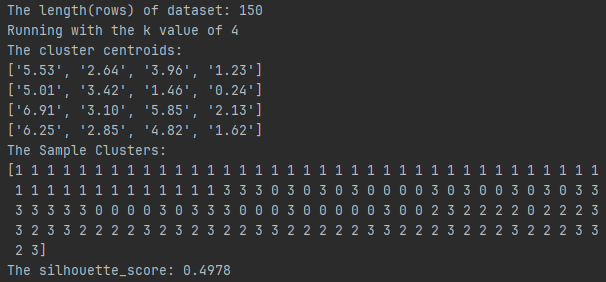 The length(rows) of dataset: 150
Running with the k value of 4
The cluster centroids:
['5.53', '2.64', '3.96', '1.23']
['5.01', '3.42', '1.46', '0.24']
['6.91', '3.10', '5.85', '2.13']
['6.25', '2.85', '4.82', '1.62']
The Sample Clusters:
[1 1 1 1 1 1 1 1 1 1 1 1 1 1 1 1 1 1 1 1 1 1 1 1 1 1 1 1 1 1 1 1 1 1 1 1 1
1 1 1 1 1 1 1 1 1 1 1 1 1 3 3 3 0 3 0 3 0 3 0 0 0 0 3 0 3 0 0 3 0 3 0 3 3
3 3 3 3 3 0 0 0 0 3 0 3 3 3 0 0 0 3 0 0 0 0 0 3 0 0 2 3 2 2 2 2 0 2 2 2 3
3 2 3 3 2 2 2 2 3 2 3 2 3 2 2 3 3 2 2 2 2 2 3 3 2 2 2 3 2 2 2 3 2 2 2 3 3
2 3]
The silhouette_score: 0.4978